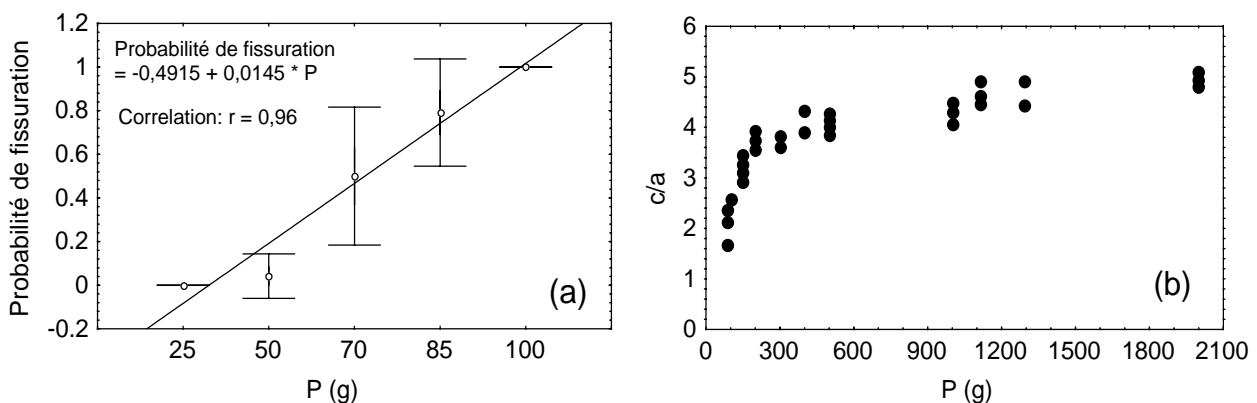 Probabilité de fissuration
1.2
1
0.8
0.6
0.4
0.2
0
-0.2
Probabilité de fissuration
= -0,4915 + 0,0145 * P
Correlation: r = 0,96
(a)
25 50 70 85 100
P (g)
c/a
6
5
4
3
2
1
0
(b)
0 300 600 900 1200 1500 1800 2100
P (g)